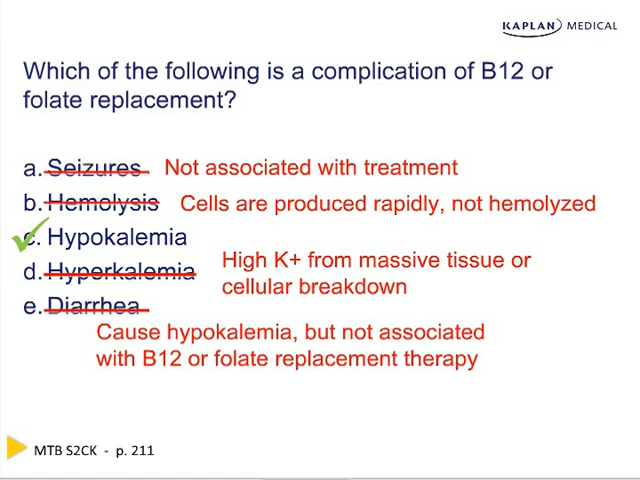 KAPLAN MEDICAL
Which of the following is a complication of B12 or
folate replacement?
a. Seizures Not associated with treatment
b. Hemolysis Cells are produced rapidly, not hemolyzed
c. Hypokalemia
d. Hyperkalemia High K+ from massive tissue or
cellular breakdown
e. Diarrhea
Cause hypokalemia, but not associated
with B12 or folate replacement therapy
MTB S2CK - p. 211